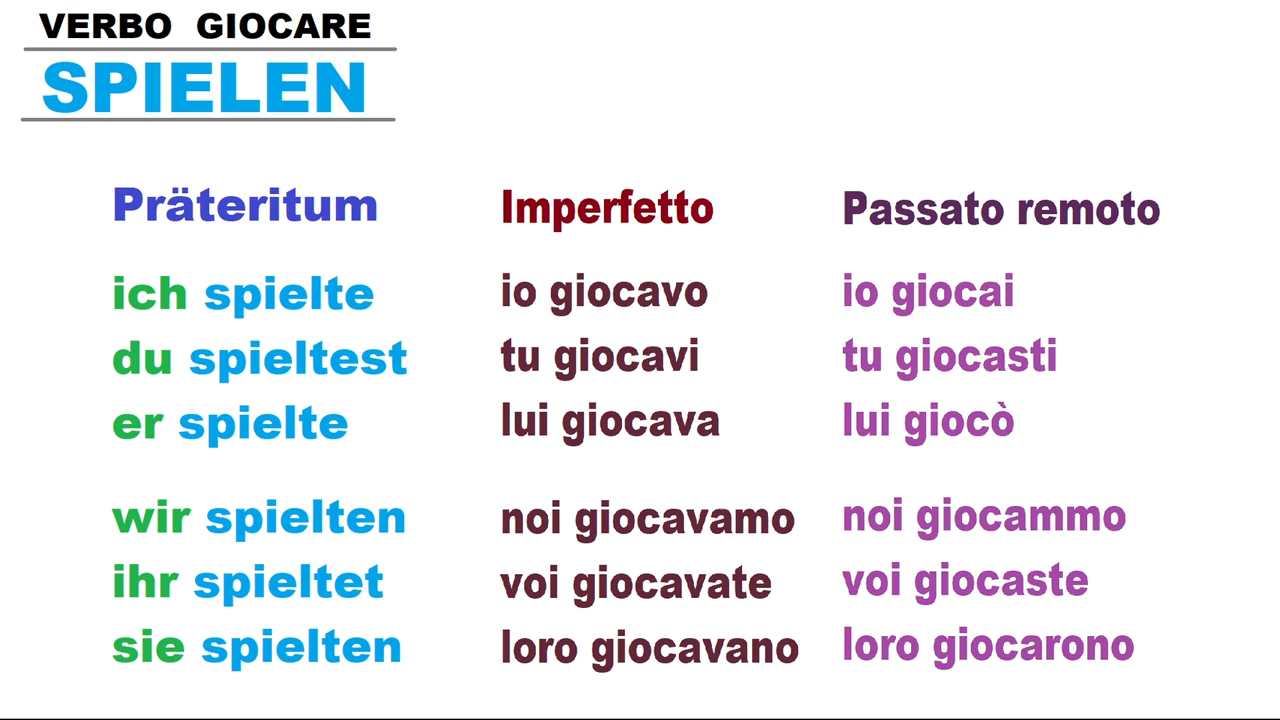 VERBO GIOCARE
SPIELEN
Präteritum Imperfetto Passato remoto
ich spielte io giocavo io giocai
du spieltest tu giocavi tu giocasti
er spielte lui giocava lui giocò
wir spielten noi giocavamo noi giocammo
ihr spieltet voi giocavate voi giocaste
sie spielten loro giocavano loro giocarono